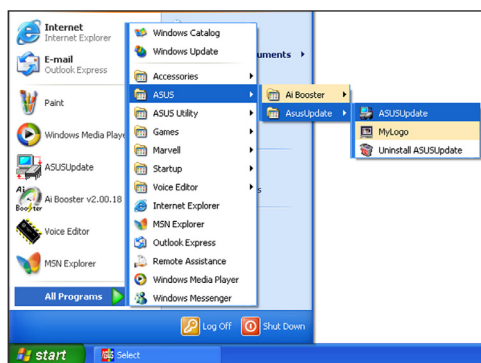 Internet
Internet Explorer
E-mail
Outlook Express
Paint
Windows Media Playe
ASUSUpdate
Ai Booster v2.00.18
Voice Editor
MSN Explorer
All Programs
Windows Catalog
Windows Update
Accessories
ASUS
ASUS Utility
Games
Marvell
Startup
Voice Editor
Internet Explorer
MSN Explorer
Outlook Express
Remote Assistance
Windows Media Player
Windows Messenger
uments
s
Ai Booster
AsusUpdate
ASUSUpdate
MyLogo
Uninstall ASUSUpdate
Log Off
Shut Down
start
Select